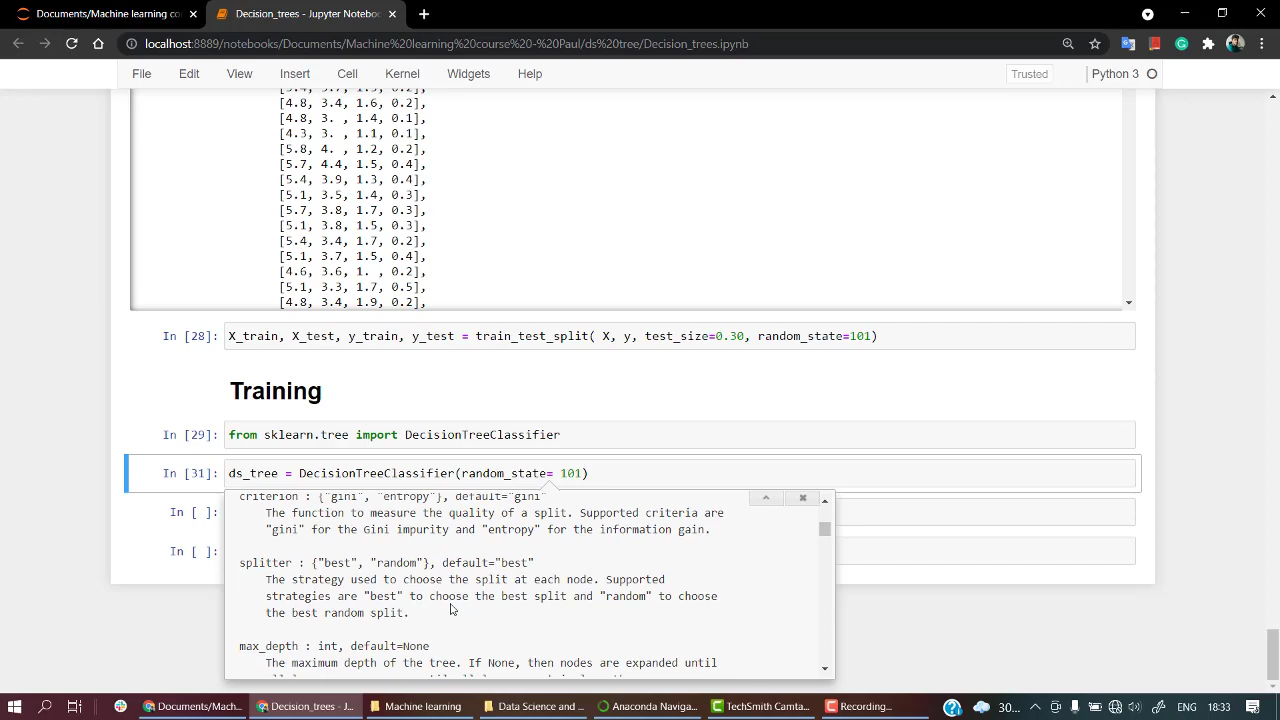 Documents/Machine learning co
Decision_trees - Jupyter Notebo
localhost:8889/notebooks/Documents/Machine%20learning%20course%20-%20Paul/ds%20tree/Decision_trees.ipynb
File Edit View Insert Cell Kernel Widgets Help Trusted Python 3
[4.8, 3.4, 1.6, 0.2],
[4.8, 3. , 1.4, 0.1],
[4.3, 3. , 1.1, 0.1],
[5.8, 4. , 1.2, 0.2],
[5.7, 4.4, 1.5, 0.4],
[5.4, 3.9, 1.3, 0.4],
[5.1, 3.5, 1.4, 0.3],
[5.7, 3.8, 1.7, 0.3],
[5.1, 3.8, 1.5, 0.3],
[5.4, 3.4, 1.7, 0.2],
[5.1, 3.7, 1.5, 0.4],
[4.6, 3.6, 1. , 0.2],
[5.1, 3.3, 1.7, 0.5],
[4.8, 3.4, 1.9, 0.2],
In [28]: X_train, X_test, y_train, y_test = train_test_split( X, y, test_size=0.30, random_state=101)
Training
In [29]: from sklearn.tree import DecisionTreeClassifier
In [31]: ds_tree = DecisionTreeClassifier(random_state= 101)
In [ ]:
In [ ]:
criterion : {"gini", "entropy"}, default="gini"
The function to measure the quality of a split. Supported criteria are
"gini" for the Gini impurity and "entropy" for the information gain.
splitter : {"best", "random"}, default="best"
The strategy used to choose the split at each node. Supported
strategies are "best" to choose the best split and "random" to choose
the best random split.
max_depth : int, default=None
The maximum depth of the tree. If None, then nodes are expanded until
Documents/Mach... Decision_trees - J... Machine learning Data Science and ... Anaconda Naviga... TechSmith Camta... Recording... 30... ENG 18:33